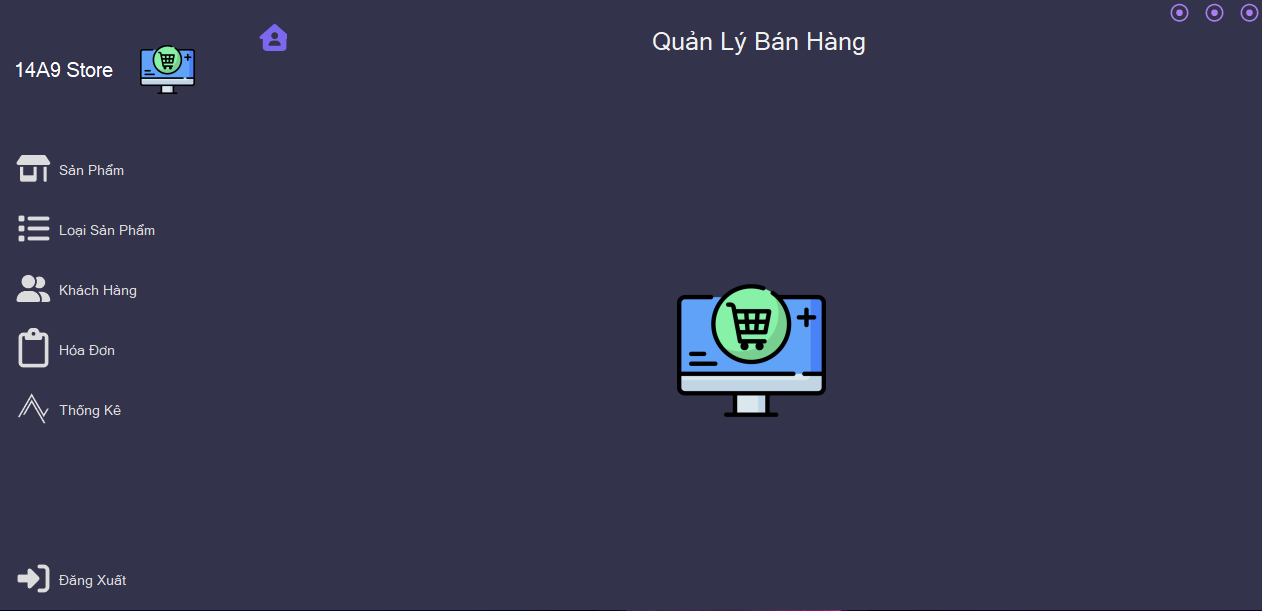 14A9 Store
Quản Lý Bán Hàng
Sản Phẩm
Loại Sản Phẩm
Khách Hàng
Hóa Đơn
Thống Kê
Đăng Xuất